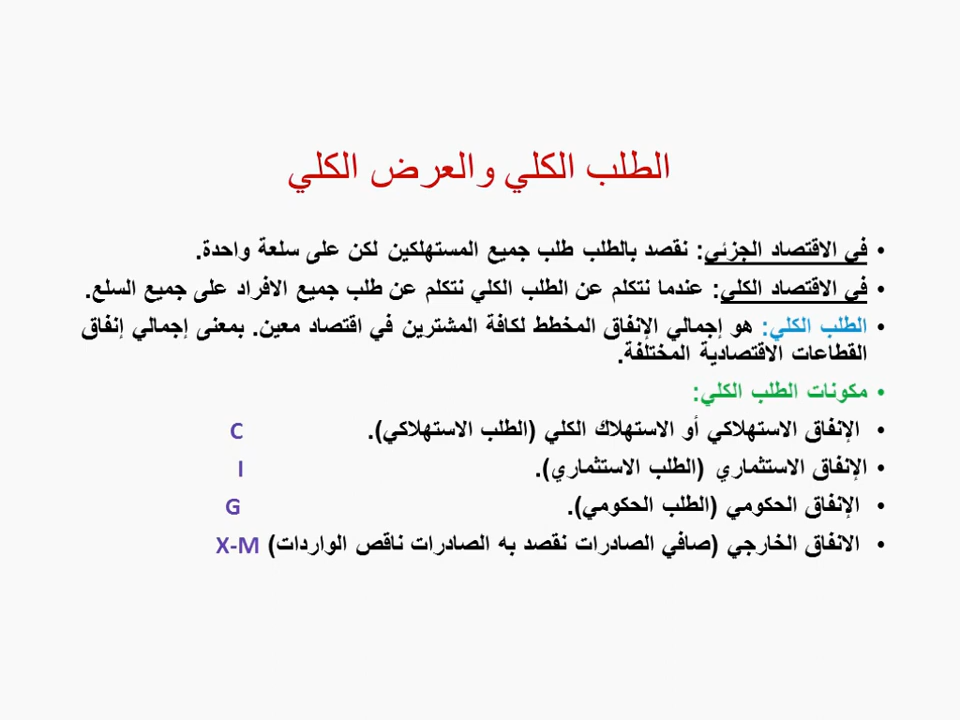 الطلب الكلي والعرض الكلي
• في الاقتصاد الجزئي: نقصد بالطلب طلب جميع المستهلكين لكن على سلعة واحدة.
• في الاقتصاد الكلي: عندما نتكلم عن الطلب الكلي نتكلم عن طلب جميع الافراد على جميع السلع.
• الطلب الكلي: هو إجمالي الإنفاق المخطط لكافة المشترين في اقتصاد معين. بمعنى إجمالي إنفاق
القطاعات الاقتصادية المختلفة.
• مكونات الطلب الكلي:
• الإنفاق الاستهلاكي أو الاستهلاك الكلي (الطلب الاستهلاكي). C
• الإنفاق الاستثماري (الطلب الاستثماري). I
• الإنفاق الحكومي (الطلب الحكومي). G
• الانفاق الخارجي (صافي الصادرات نقصد به الصادرات ناقص الواردات) X-M